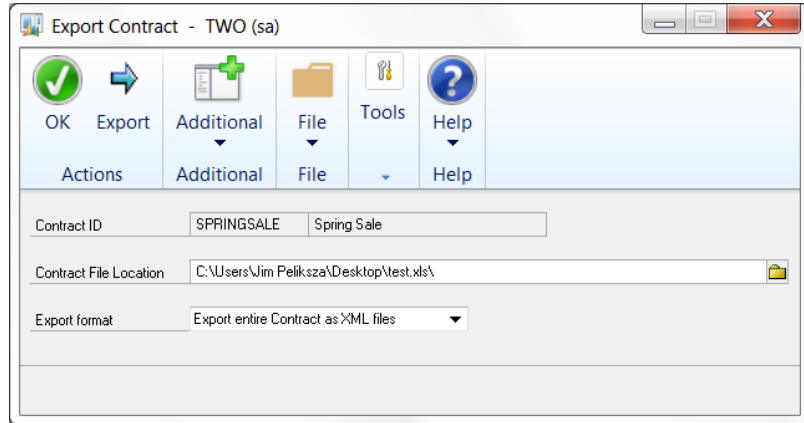 Export Contract - TWO (sa)
OK Export Additional File Tools Help
Actions Additional File Help
Contract ID SPRINGSALE Spring Sale
Contract File Location C:\Users\Jim Peliksza\Desktop\test.xls\
Export format Export entire Contract as XML files